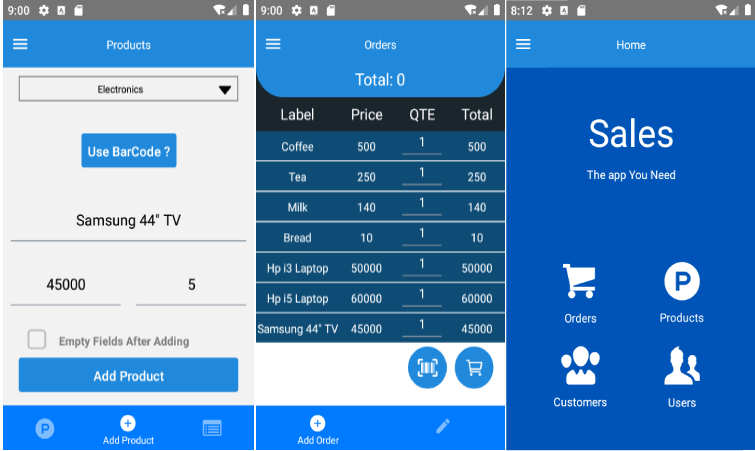 9:00
Products
Electronics
Use BarCode ?
Samsung 44" TV
45000 5
Empty Fields After Adding
Add Product
P
Add Product
9:00
Orders
Total: 0
Label Price QTE Total
Coffee 500 1 500
Tea 250 1 250
Milk 140 1 140
Bread 10 1 10
Hp i3 Laptop 50000 1 50000
Hp i5 Laptop 60000 1 60000
Samsung 44" TV 45000 1 45000
Add Order
8:12
Home
Sales
The app You Need
P
Orders Products
Customers Users